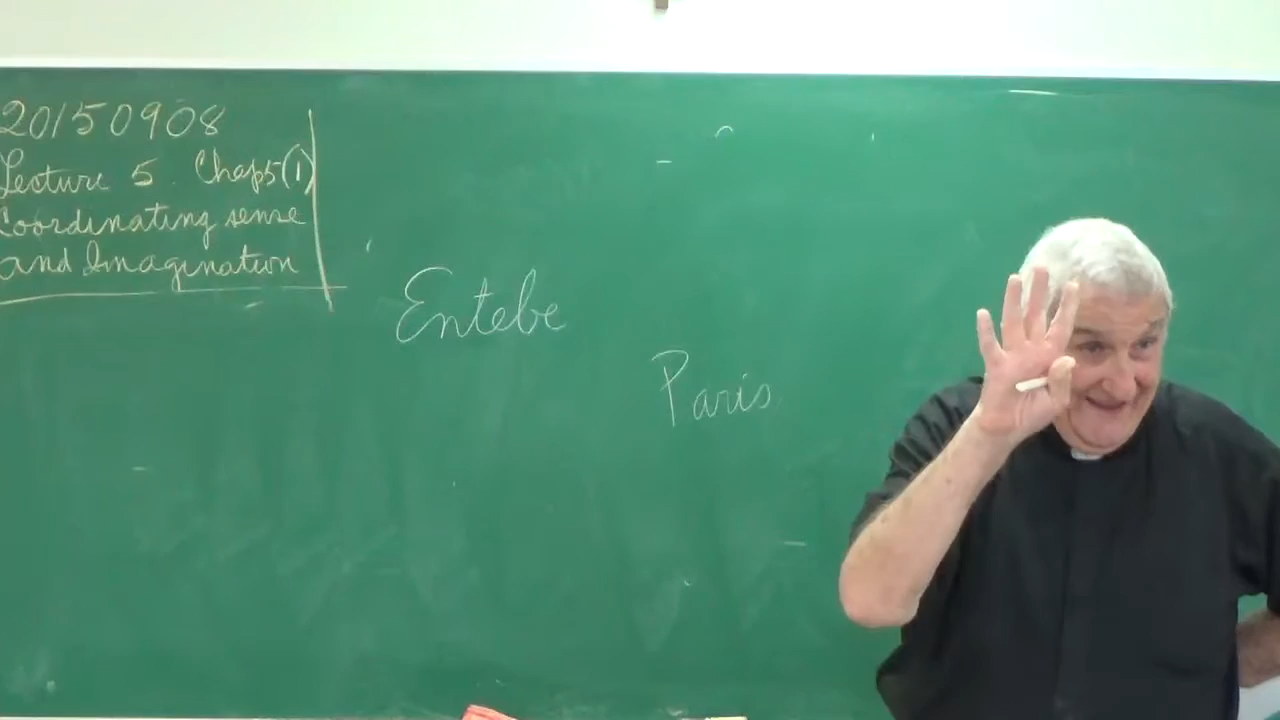 20150908
Lecture 5. Chap5(1)
Coordinating sense
and Imagination
Entebe
Paris